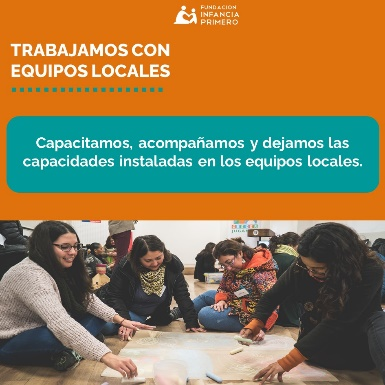 FUNDACIÓN
INFANCIA
PRIMERO
TRABAJAMOS CON
EQUIPOS LOCALES
Capacitamos, acompañamos y dejamos las
capacidades instaladas en los equipos locales.